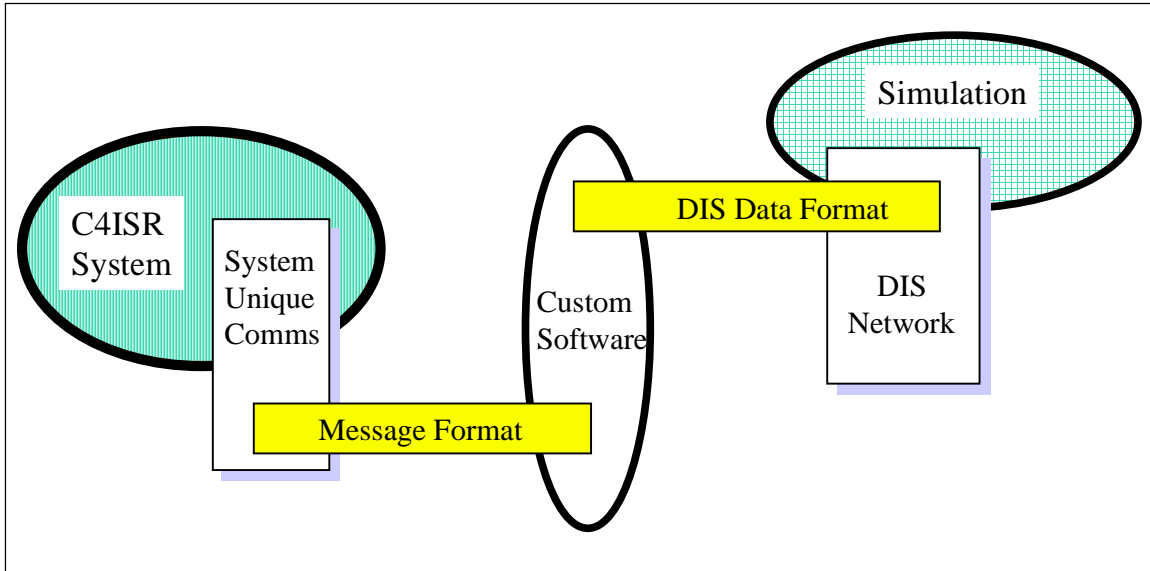 Simulation
C4ISR
System
DIS Data Format
System
Unique
Comms
Custom
Software
DIS
Network
Message Format